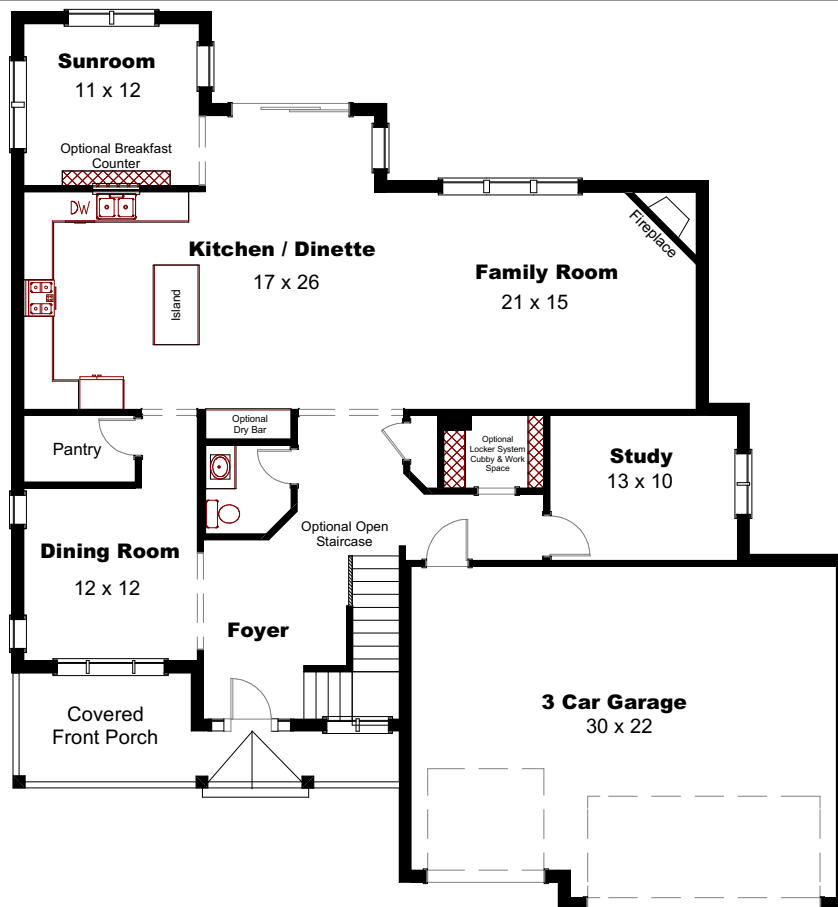 Sunroom
11 x 12
Optional Breakfast
Counter
DW
Kitchen / Dinette
17 x 26
Island
Family Room
21 x 15
Fireplace
Pantry
Optional
Dry Bar
Optional
Locker System
Cubby & Work
Space
Study
13 x 10
Optional Open
Staircase
Dining Room
12 x 12
Foyer
Covered
Front Porch
3 Car Garage
30 x 22